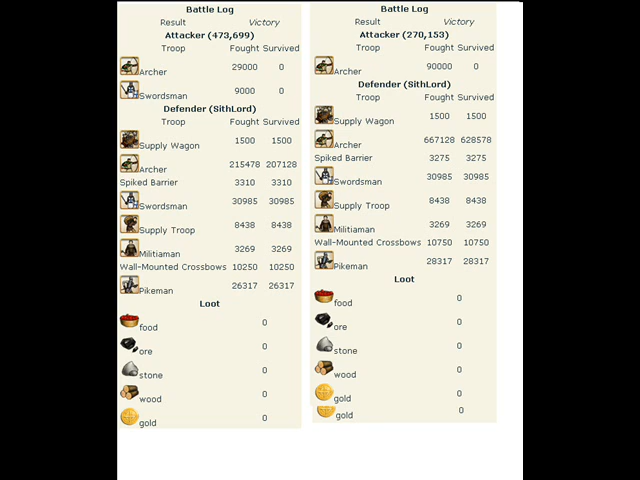 Battle Log
Result Victory
Attacker (473,699)
Troop Fought Survived
Archer 29000 0
Swordsman 9000 0
Defender (SithLord)
Troop Fought Survived
Supply Wagon 1500 1500
Archer 215478 207128
Spiked Barrier 3310 3310
Swordsman 30985 30985
Supply Troop 8438 8438
Militiaman 3269 3269
Wall-Mounted Crossbows 10250 10250
Pikeman 26317 26317
Loot
food 0
ore 0
stone 0
wood 0
gold 0
Battle Log
Result Victory
Attacker (270,153)
Troop Fought Survived
Archer 90000 0
Defender (SithLord)
Troop Fought Survived
Supply Wagon 1500 1500
Archer 667128 628578
Spiked Barrier 3275 3275
Swordsman 30985 30985
Supply Troop 8438 8438
Militiaman 3269 3269
Wall-Mounted Crossbows 10750 10750
Pikeman 28317 28317
Loot
food 0
ore 0
stone 0
wood 0
gold 0
gold 0